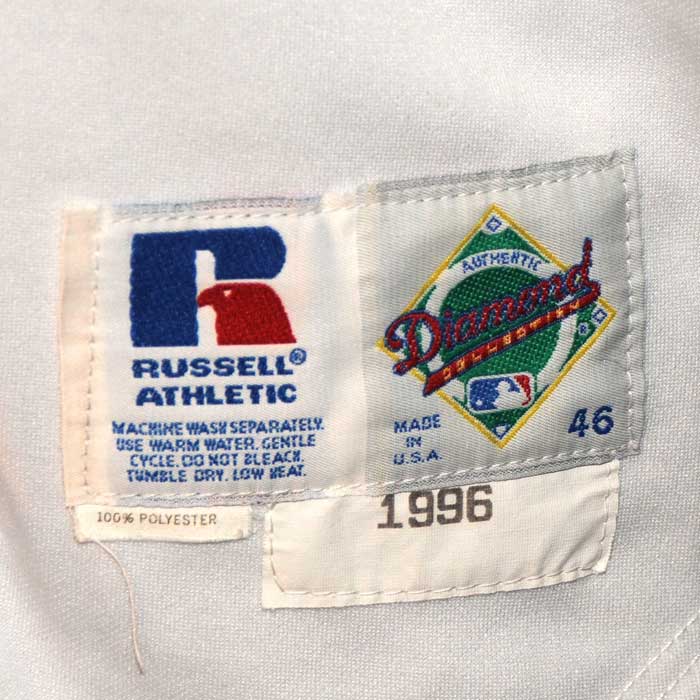 RUSSELL®
ATHLETIC
MACHINE WASH SEPARATELY.
USE WARM WATER. GENTLE
CYCLE. DO NOT BLEACH.
TUMBLE DRY. LOW HEAT.
100% POLYESTER
AUTHENTIC
Diamond
COLLECTION
®
MADE
IN
U.S.A.
46
1996